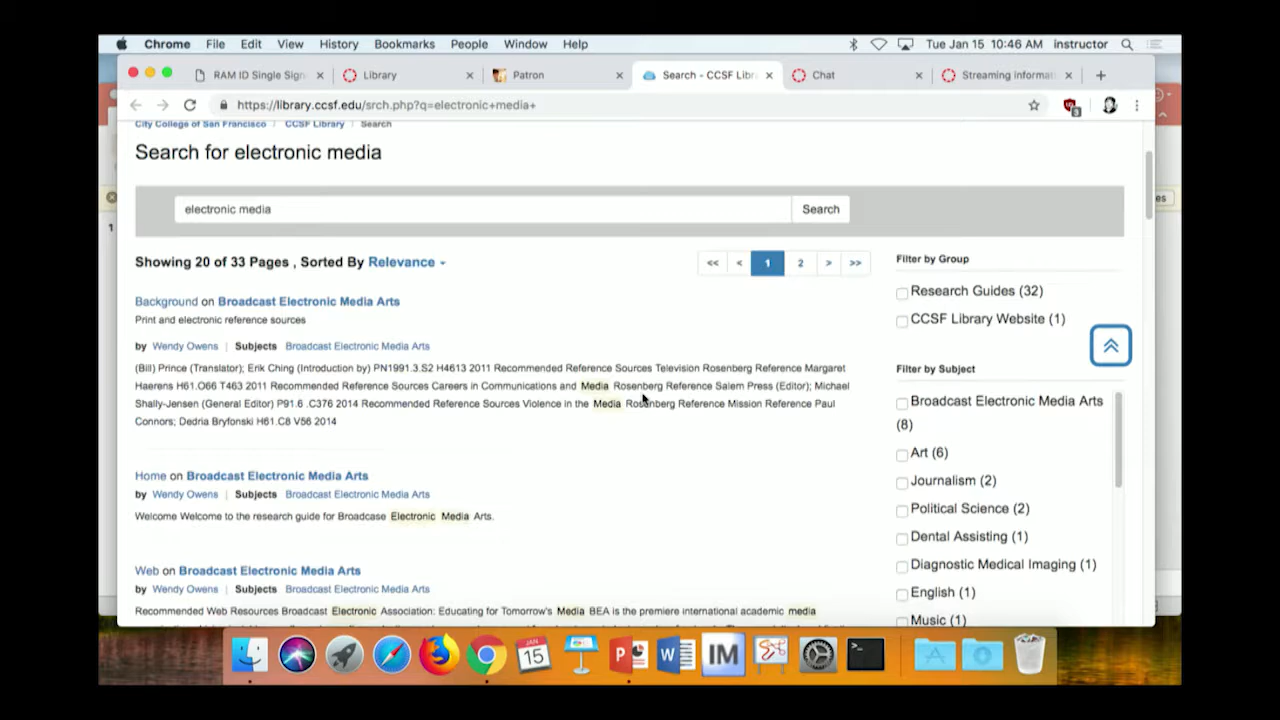 Chrome File Edit View History Bookmarks People Window Help Tue Jan 15 10:46 AM instructor
RAM ID Single Sign Library Patron Search - CCSF Libr Chat Streaming informati
https://library.ccsf.edu/srch.php?q=electronic+media+
City College of San Francisco / CCSF Library / Search
Search for electronic media
electronic media Search
Showing 20 of 33 Pages , Sorted By Relevance
<< < 1 2 > >>
Background on Broadcast Electronic Media Arts
Print and electronic reference sources
by Wendy Owens | Subjects Broadcast Electronic Media Arts
(Bill) Prince (Translator); Erik Ching (Introduction by) PN1991.3.S2 H4613 2011 Recommended Reference Sources Television Rosenberg Reference Margaret
Haerens H61.O66 T463 2011 Recommended Reference Sources Careers in Communications and Media Rosenberg Reference Salem Press (Editor); Michael
Shally-Jensen (General Editor) P91.6 .C376 2014 Recommended Reference Sources Violence in the Media Rosenberg Reference Mission Reference Paul
Connors; Dedria Bryfonski H61.C8 V56 2014
Home on Broadcast Electronic Media Arts
by Wendy Owens | Subjects Broadcast Electronic Media Arts
Welcome Welcome to the research guide for Broadcase Electronic Media Arts.
Web on Broadcast Electronic Media Arts
by Wendy Owens | Subjects Broadcast Electronic Media Arts
Recommended Web Resources Broadcast Electronic Association: Educating for Tomorrow's Media BEA is the premiere international academic media
Filter by Group
Research Guides (32)
CCSF Library Website (1)
Filter by Subject
Broadcast Electronic Media Arts
(8)
Art (6)
Journalism (2)
Political Science (2)
Dental Assisting (1)
Diagnostic Medical Imaging (1)
English (1)
Music (1)
1
es
JAN
15
P
W
IM